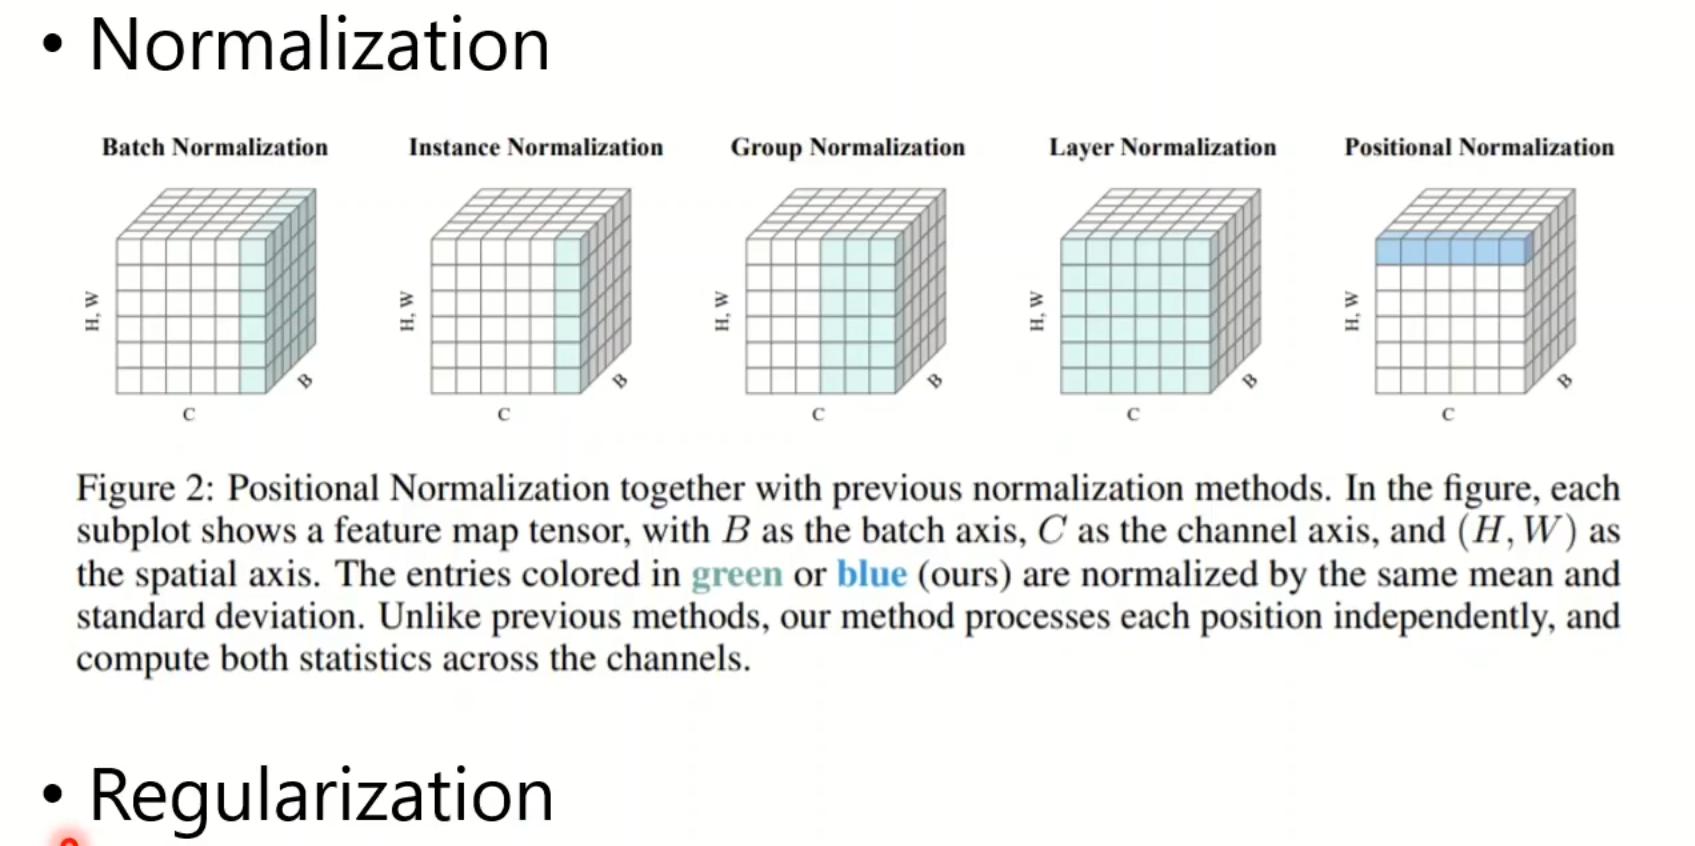 • Normalization
Batch Normalization
Instance Normalization
Group Normalization
Layer Normalization
Positional Normalization
H, W
B
C
H, W
B
C
H, W
B
C
H, W
B
C
H, W
B
C
Figure 2: Positional Normalization together with previous normalization methods. In the figure, each
subplot shows a feature map tensor, with B as the batch axis, C as the channel axis, and (H, W) as
the spatial axis. The entries colored in green or blue (ours) are normalized by the same mean and
standard deviation. Unlike previous methods, our method processes each position independently, and
compute both statistics across the channels.
• Regularization